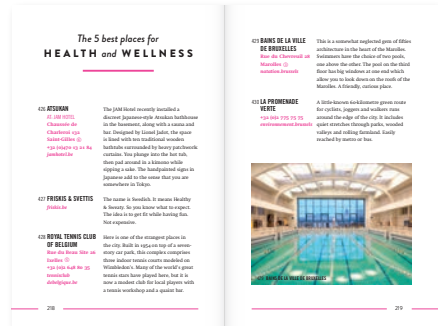 The 5 best places for
HEALTH and WELLNESS
426 ATSUKAN
AT: JAM HOTEL
Chaussée de
Charleroi 132
Saint-Gilles
jamhotel.be
The JAM Hotel recently installed a
discreet Japanese-style Atsukan bathhouse
in the basement, along with a sauna and
bar. Designed by Lionel Jadot, the space
is lined with ten traditional wooden
bathtubs surrounded by heavy patchwork
curtains. You plunge into the hot tub,
then pad around in a kimono while
sipping a sake. The handpainted signs in
Japanese add to the sense that you are
somewhere in Tokyo.
427 FRISKIS & SVETTIS
friskis.be
The name is Swedish. It means Healthy
& Sweaty. So you know what to expect.
The idea is to get fit while having fun.
Not expensive.
428 ROYAL TENNIS CLUB
OF BELGIUM
Rue du Beau Site 26
Ixelles
+32 (0)2 648 80 35
tennisclub
debelgique.be
Here is one of the strangest places in
the city. Built in 1954 on top of a seven-
story car park, this complex comprises
three indoor tennis courts modeled on
Wimbledon's. Many of the world's great
tennis stars have played here, but it is
now a modest club for local players with
a tennis workshop and a quaint bar.
218
429 BAINS DE LA VILLE
DE BRUXELLES
Rue du Chevreuil 28
Marolles
natation.brussels
This is a somewhat neglected gem of fifties
architecture in the heart of the Marolles.
Swimmers have the choice of two pools,
one above the other. The pool on the third
floor has big windows at one end which
allow you to look down on the roofs of the
Marolles. A friendly, curious place.
430 LA PROMENADE
VERTE
+32 (0)2 775 75 75
environnement.brussels
A little-known 60-kilometre green route
for cyclists, joggers and walkers runs
around the edge of the city. It includes
quiet stretches through parks, wooded
valleys and rolling farmland. Easily
reached by metro or bus.
429 BAINS DE LA VILLE DE BRUXELLES
219